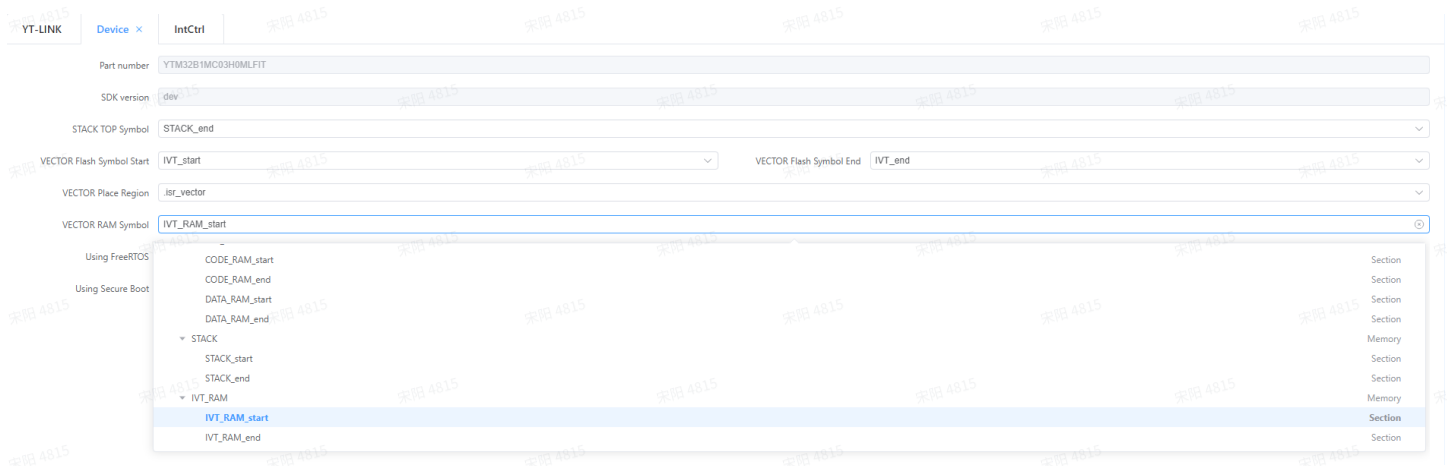 YT-LINK Device × IntCtrl
Part number YTM32B1MC03H0MLFIT
SDK version dev
STACK TOP Symbol STACK_end
VECTOR Flash Symbol Start IVT_start VECTOR Flash Symbol End IVT_end
VECTOR Place Region .isr_vector
VECTOR RAM Symbol IVT_RAM_start
Using FreeRTOS
CODE_RAM_start Section
CODE_RAM_end Section
Using Secure Boot
DATA_RAM_start Section
DATA_RAM_end Section
STACK Memory
STACK_start Section
STACK_end Section
IVT_RAM Memory
IVT_RAM_start Section
IVT_RAM_end Section
宋阳 4815